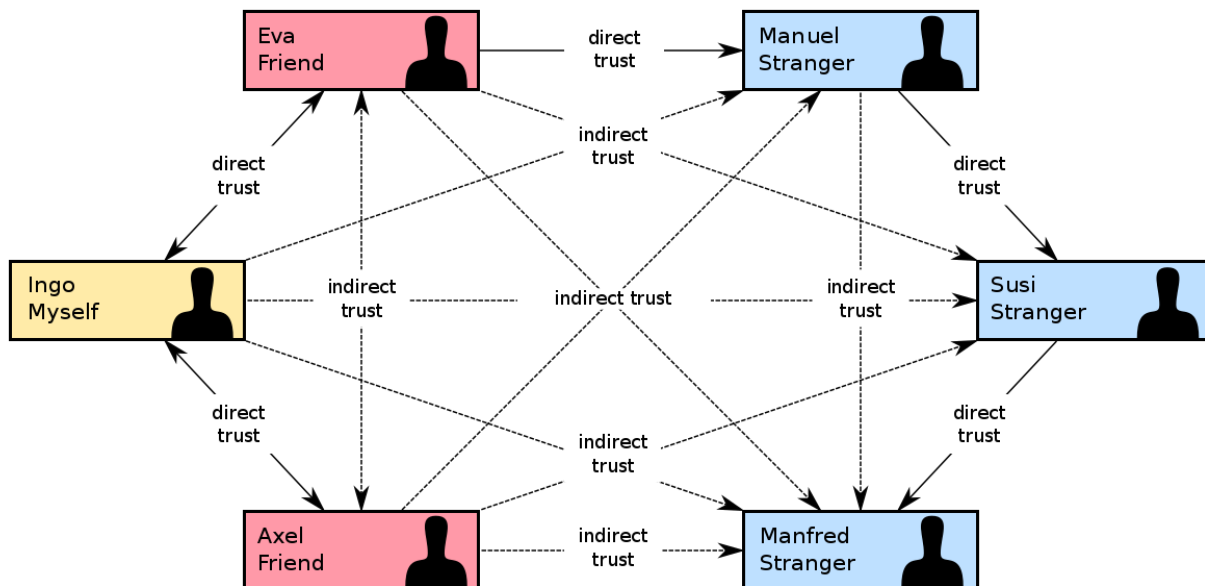 Eva
Friend
direct
trust
Manuel
Stranger
indirect
trust
direct
trust
direct
trust
Ingo
Myself
indirect
trust
indirect trust
indirect
trust
Susi
Stranger
direct
trust
indirect
trust
direct
trust
Axel
Friend
indirect
trust
Manfred
Stranger